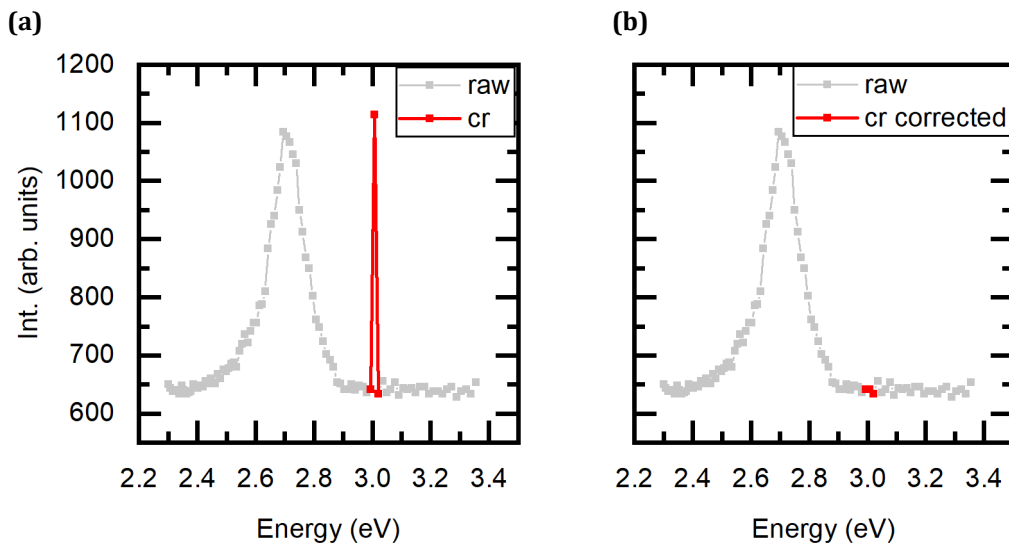 (a)
1200
1100
1000
900
800
700
600
Int. (arb. units)
raw
cr
2.2 2.4 2.6 2.8 3.0 3.2 3.4
Energy (eV)
(b)
raw
cr corrected
2.2 2.4 2.6 2.8 3.0 3.2 3.4
Energy (eV)